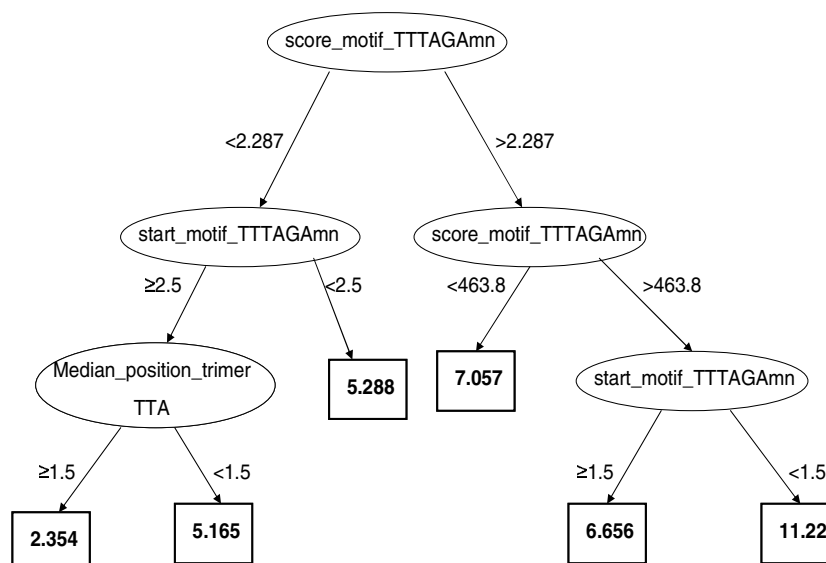 score_motif_TTTAGAmn
<2.287
>2.287
start_motif_TTTAGAmn
score_motif_TTTAGAmn
≥2.5
<2.5
<463.8
>463.8
Median_position_trimer
TTA
5.288
7.057
start_motif_TTTAGAmn
≥1.5
<1.5
≥1.5
<1.5
2.354
5.165
6.656
11.22